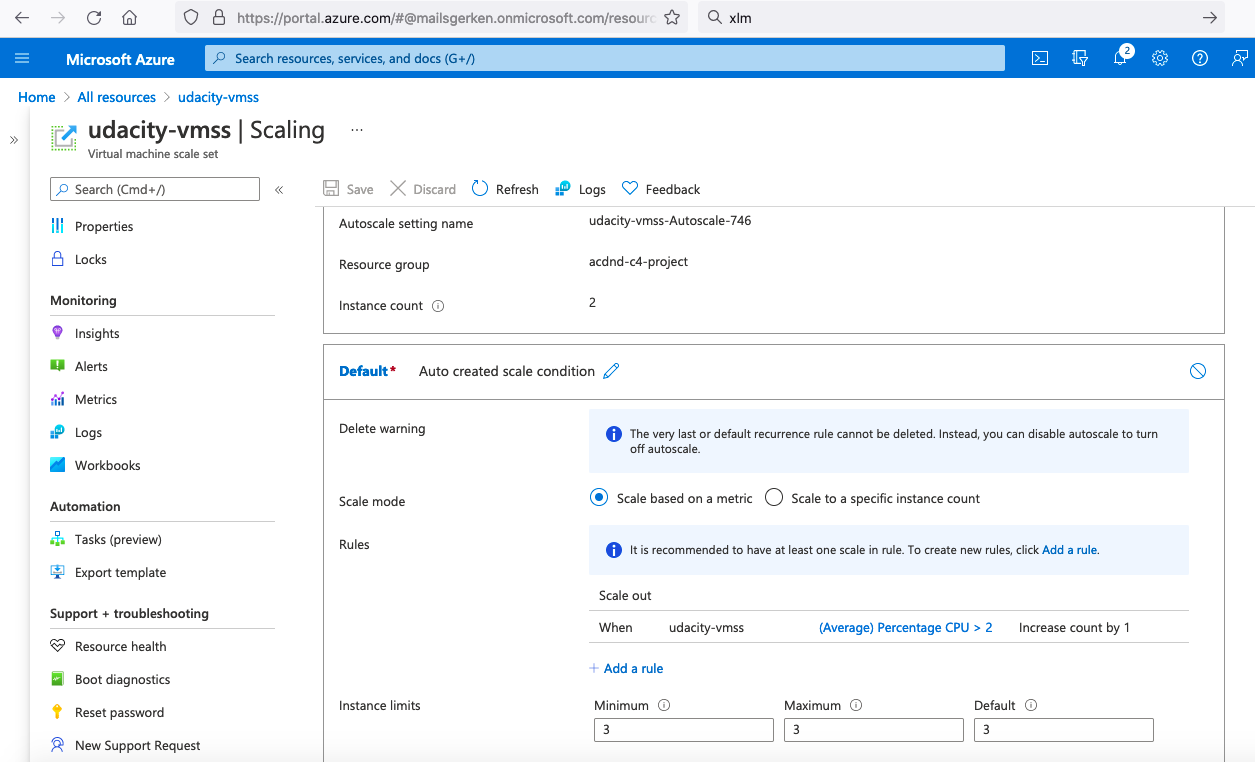 https://portal.azure.com/#@mailsgerken.onmicrosoft.com/resourc
xlm
Microsoft Azure
Search resources, services, and docs (G+/)
2
Home > All resources > udacity-vmss
udacity-vmss | Scaling ...
Virtual machine scale set
Search (Cmd+/)
Properties
Locks
Monitoring
Insights
Alerts
Metrics
Logs
Workbooks
Automation
Tasks (preview)
Export template
Support + troubleshooting
Resource health
Boot diagnostics
Reset password
New Support Request
Save Discard Refresh Logs Feedback
Autoscale setting name udacity-vmss-Autoscale-746
Resource group acdnd-c4-project
Instance count 2
Default* Auto created scale condition
Delete warning
The very last or default recurrence rule cannot be deleted. Instead, you can disable autoscale to turn
off autoscale.
Scale mode Scale based on a metric Scale to a specific instance count
Rules
It is recommended to have at least one scale in rule. To create new rules, click Add a rule.
Scale out
When udacity-vmss (Average) Percentage CPU > 2 Increase count by 1
+ Add a rule
Instance limits Minimum Maximum Default
3 3 3